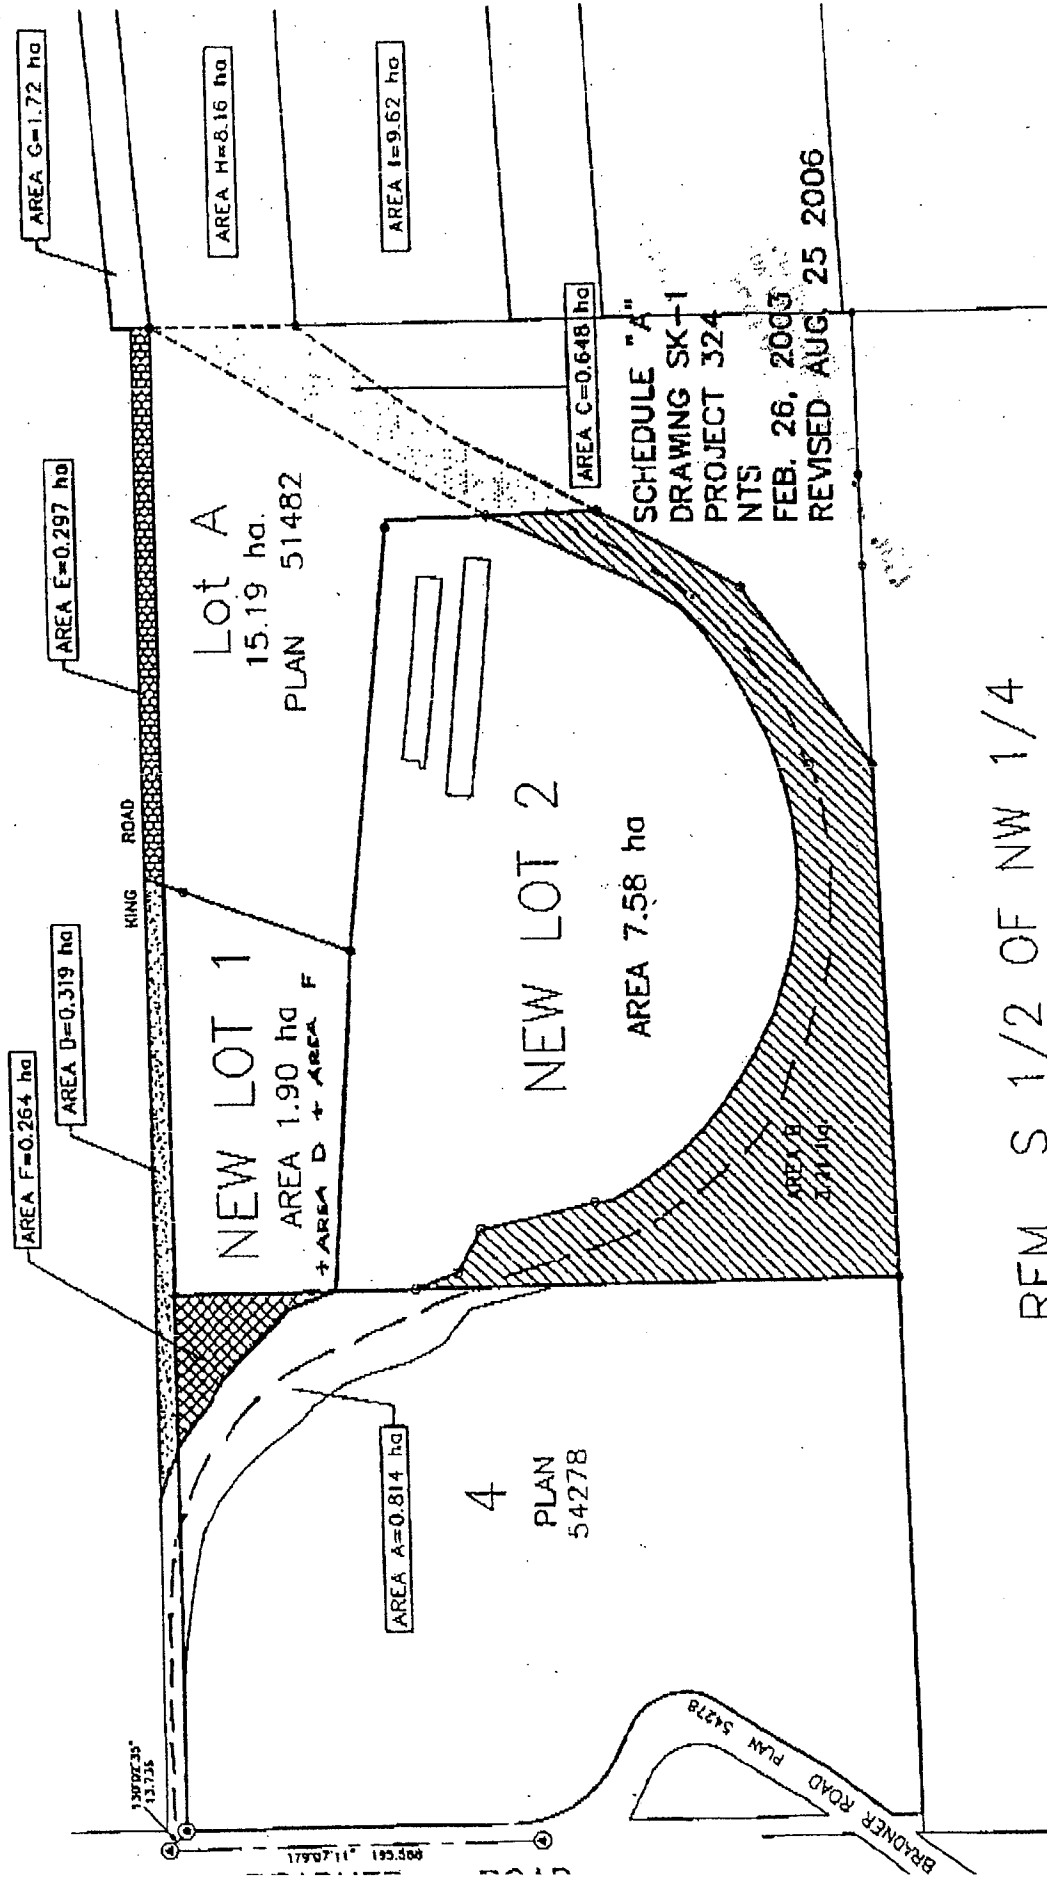 AREA G=1.72 ha
AREA H=8.16 ha
AREA I=9.62 ha
AREA E=0.297 ha
AREA C=0.648 ha
SCHEDULE "A"
DRAWING SK-1
PROJECT 324
NTS
FEB. 26, 2003
REVISED AUG. 25 2006
Lot A
15.19 ha.
PLAN 51482
KING ROAD
AREA D=0.319 ha
AREA F=0.264 ha
NEW LOT 1
AREA 1.90 ha
+ AREA D + AREA F
NEW LOT 2
AREA 7.58 ha
AREA B
AREA A=0.814 ha
4
PLAN
54278
REM S 1/2 OF NW 1/4
BRADNER ROAD PLAN 54278
179°07'11" 195.588
13.735
ROAD